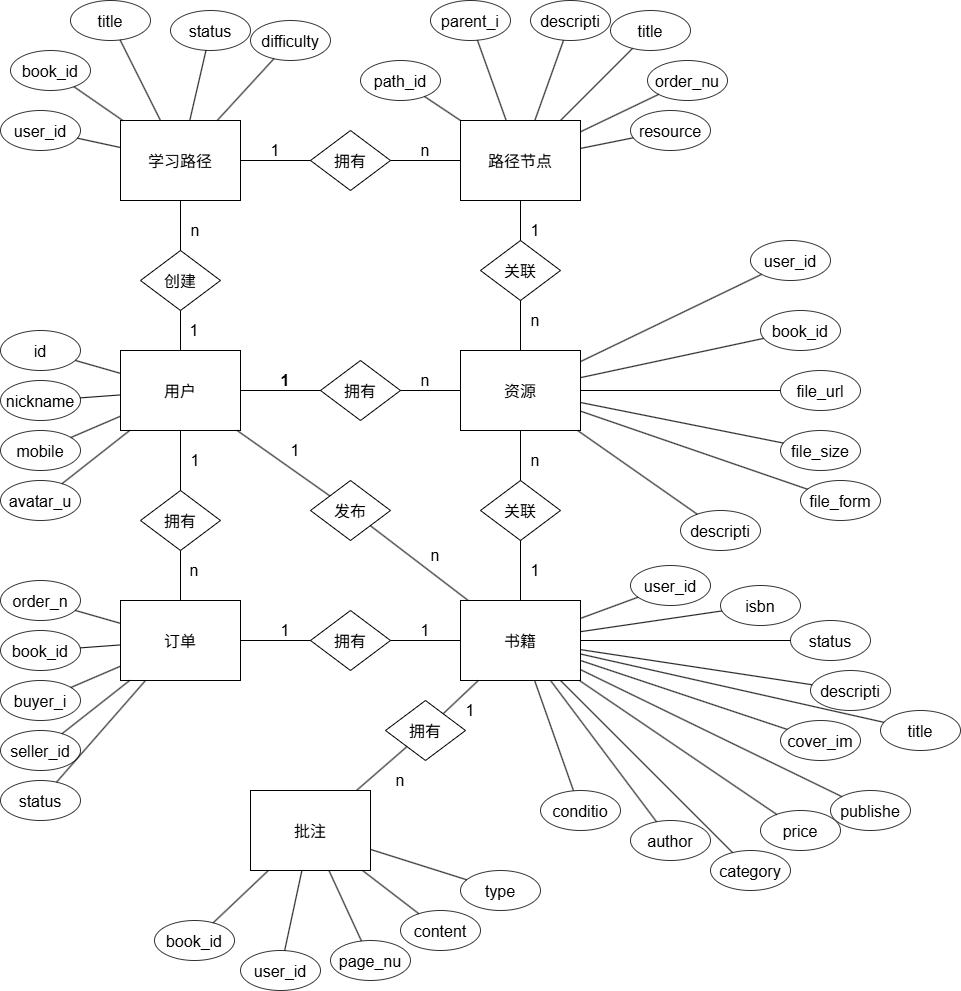 title
status
difficulty
book_id
user_id
学习路径
1
拥有
n
parent_i
descripti
title
path_id
order_nu
resource
路径节点
n
创建
1
1
关联
n
id
nickname
mobile
avatar_u
用户
1
拥有
n
资源
user_id
book_id
file_url
file_size
file_form
descripti
1
拥有
n
1
发布
n
n
关联
1
order_n
book_id
buyer_i
seller_id
status
订单
1
拥有
1
书籍
user_id
isbn
status
descripti
title
cover_im
publishe
price
category
author
conditio
1
拥有
n
批注
type
content
page_nu
user_id
book_id